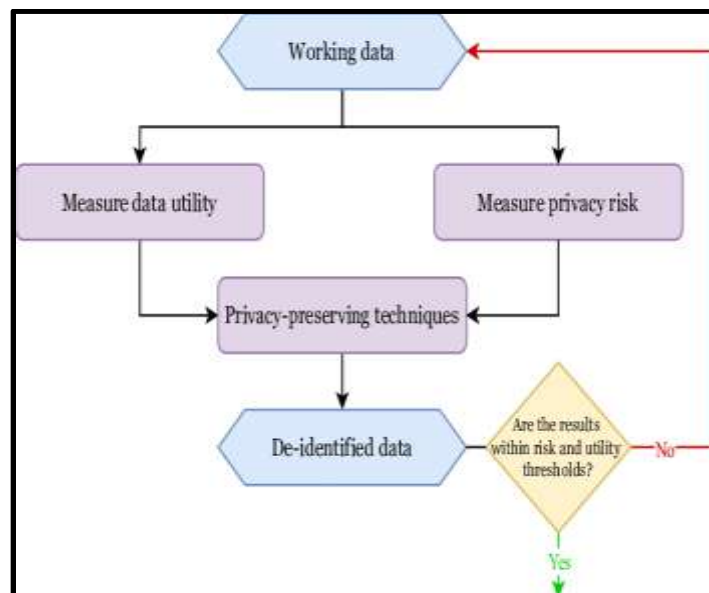 Working data
Measure data utility
Measure privacy risk
Privacy-preserving techniques
De-identified data
Are the results
within risk and utility
thresholds?
No
Yes